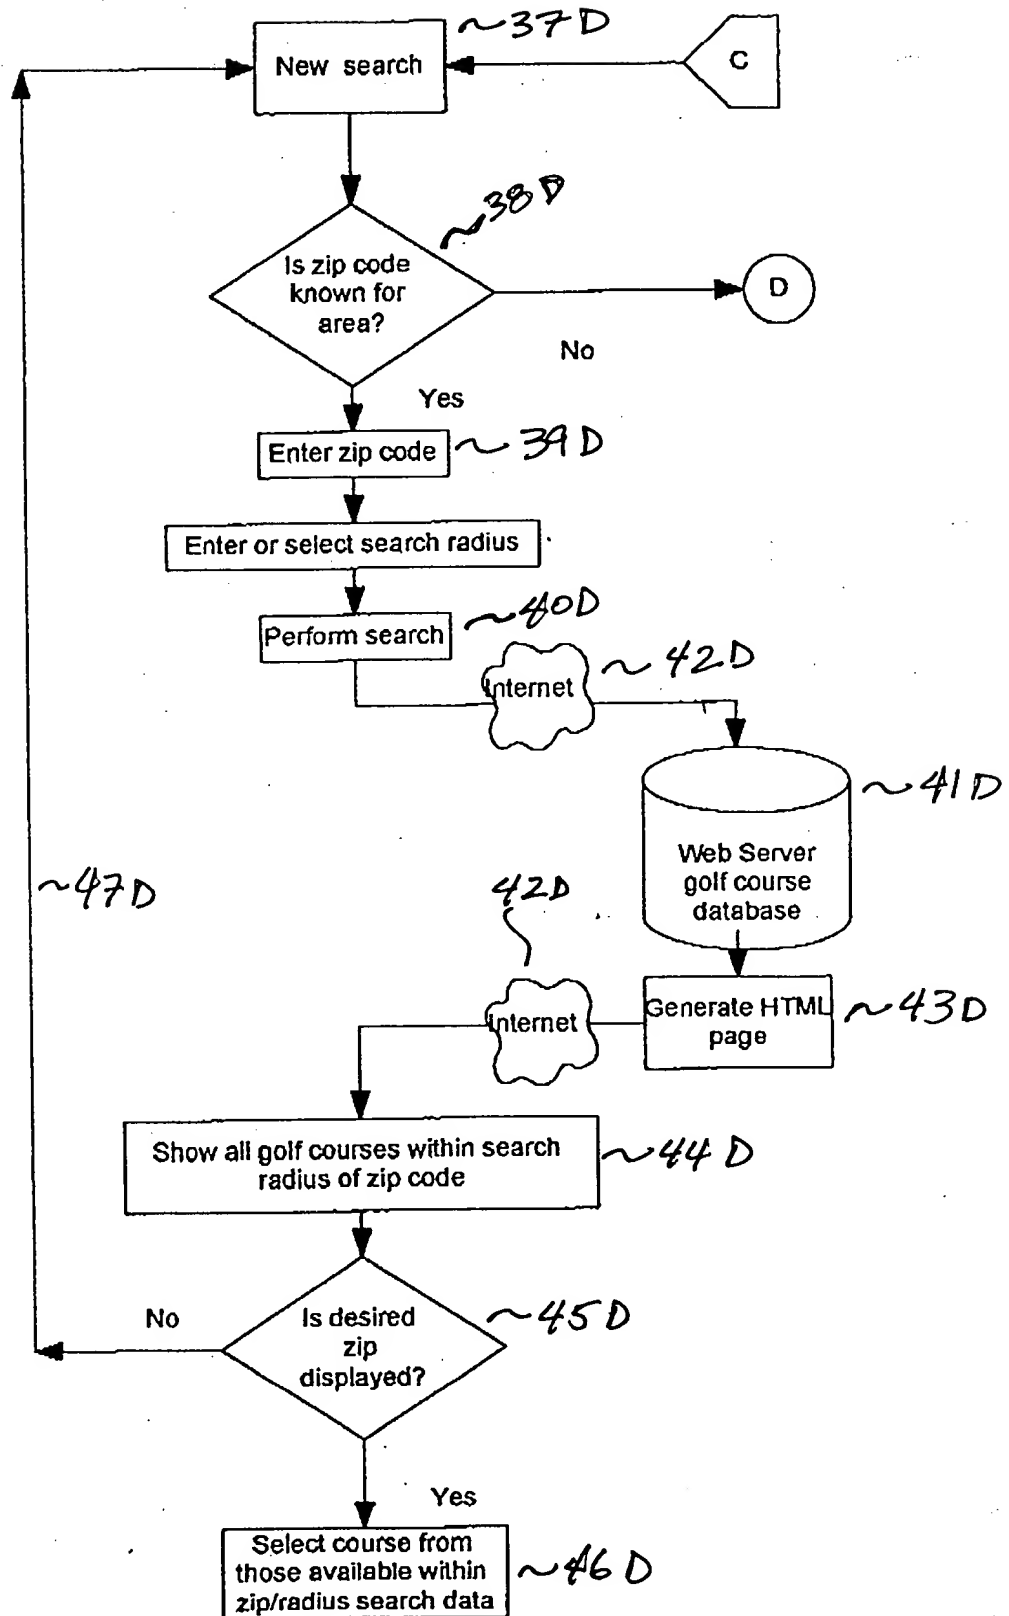 ~37D
New search
C
~38D
Is zip code
known for
area?
D
No
Yes
Enter zip code
~39D
Enter or select search radius
~40D
Perform search
~42D
Internet
~41D
Web Server
golf course
database
~47D
42D
Internet
Generate HTML
page
~43D
Show all golf courses within search
radius of zip code
~44D
No
Is desired
zip
displayed?
~45D
Yes
Select course from
those available within
zip/radius search data
~46D